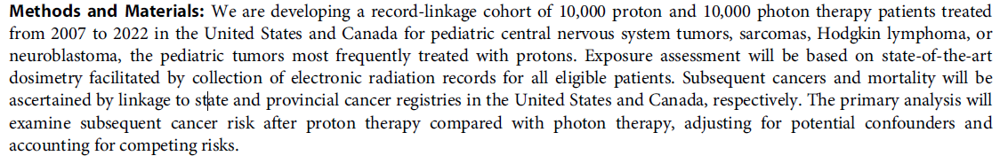 Methods and Materials: We are developing a record-linkage cohort of 10,000 proton and 10,000 photon therapy patients treated
from 2007 to 2022 in the United States and Canada for pediatric central nervous system tumors, sarcomas, Hodgkin lymphoma, or
neuroblastoma, the pediatric tumors most frequently treated with protons. Exposure assessment will be based on state-of-the-art
dosimetry facilitated by collection of electronic radiation records for all eligible patients. Subsequent cancers and mortality will be
ascertained by linkage to state and provincial cancer registries in the United States and Canada, respectively. The primary analysis will
examine subsequent cancer risk after proton therapy compared with photon therapy, adjusting for potential confounders and
accounting for competing risks.